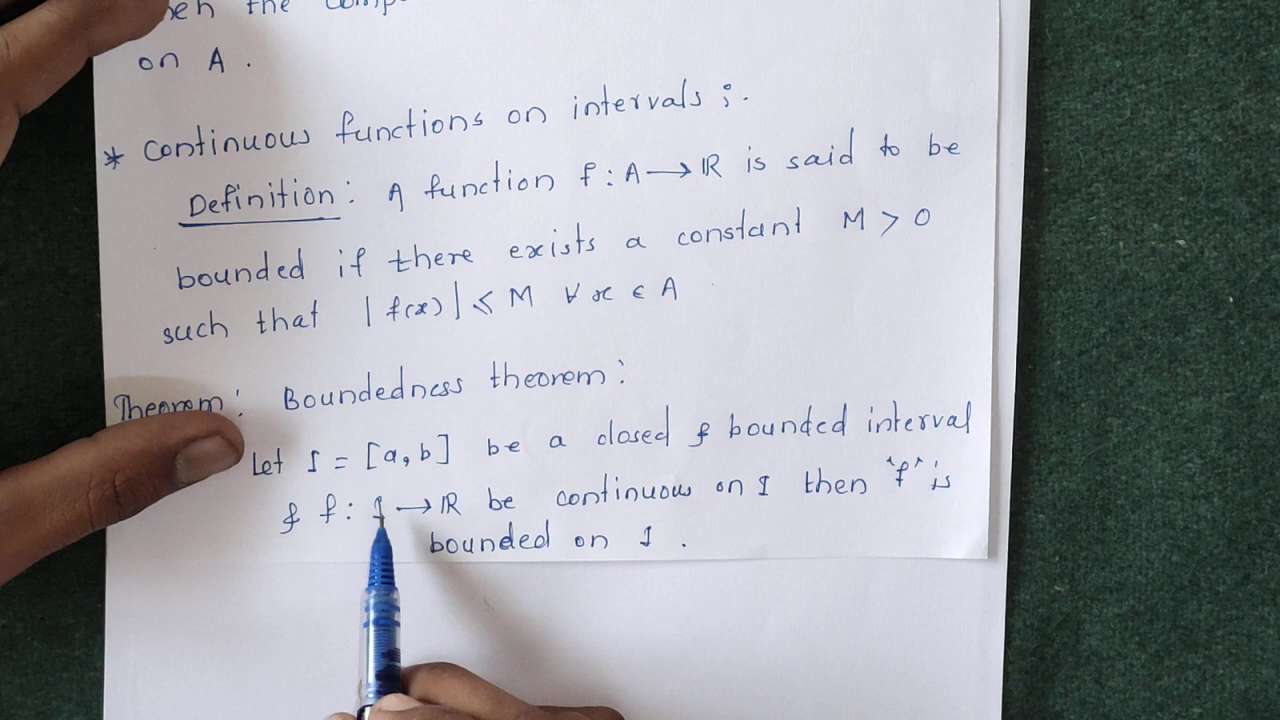 the
on A .
* Continuous functions on intervals ;.
Definition : A function f : A → ℝ is said to be
bounded if there exists a constant M > 0
such that |f(x)| ≤ M ∀ x ∈ A
Theorem : Boundedness theorem :
Let I = [a, b] be a closed & bounded interval
& f : I → ℝ be continuous on I then "f" is
bounded on I .